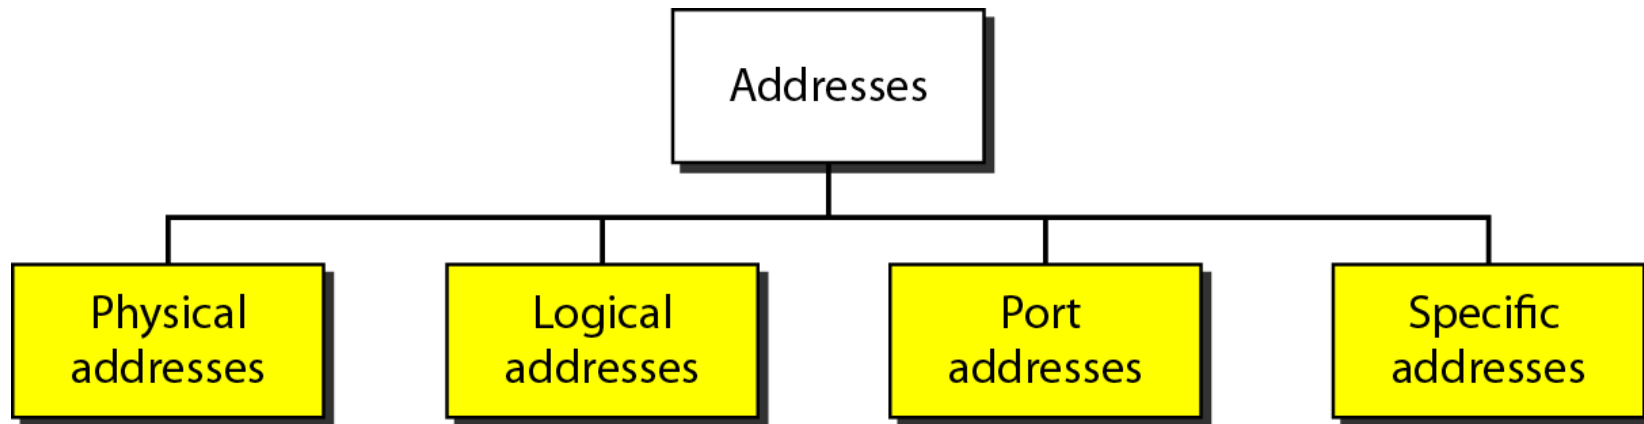 Addresses
Physical
addresses
Logical
addresses
Port
addresses
Specific
addresses